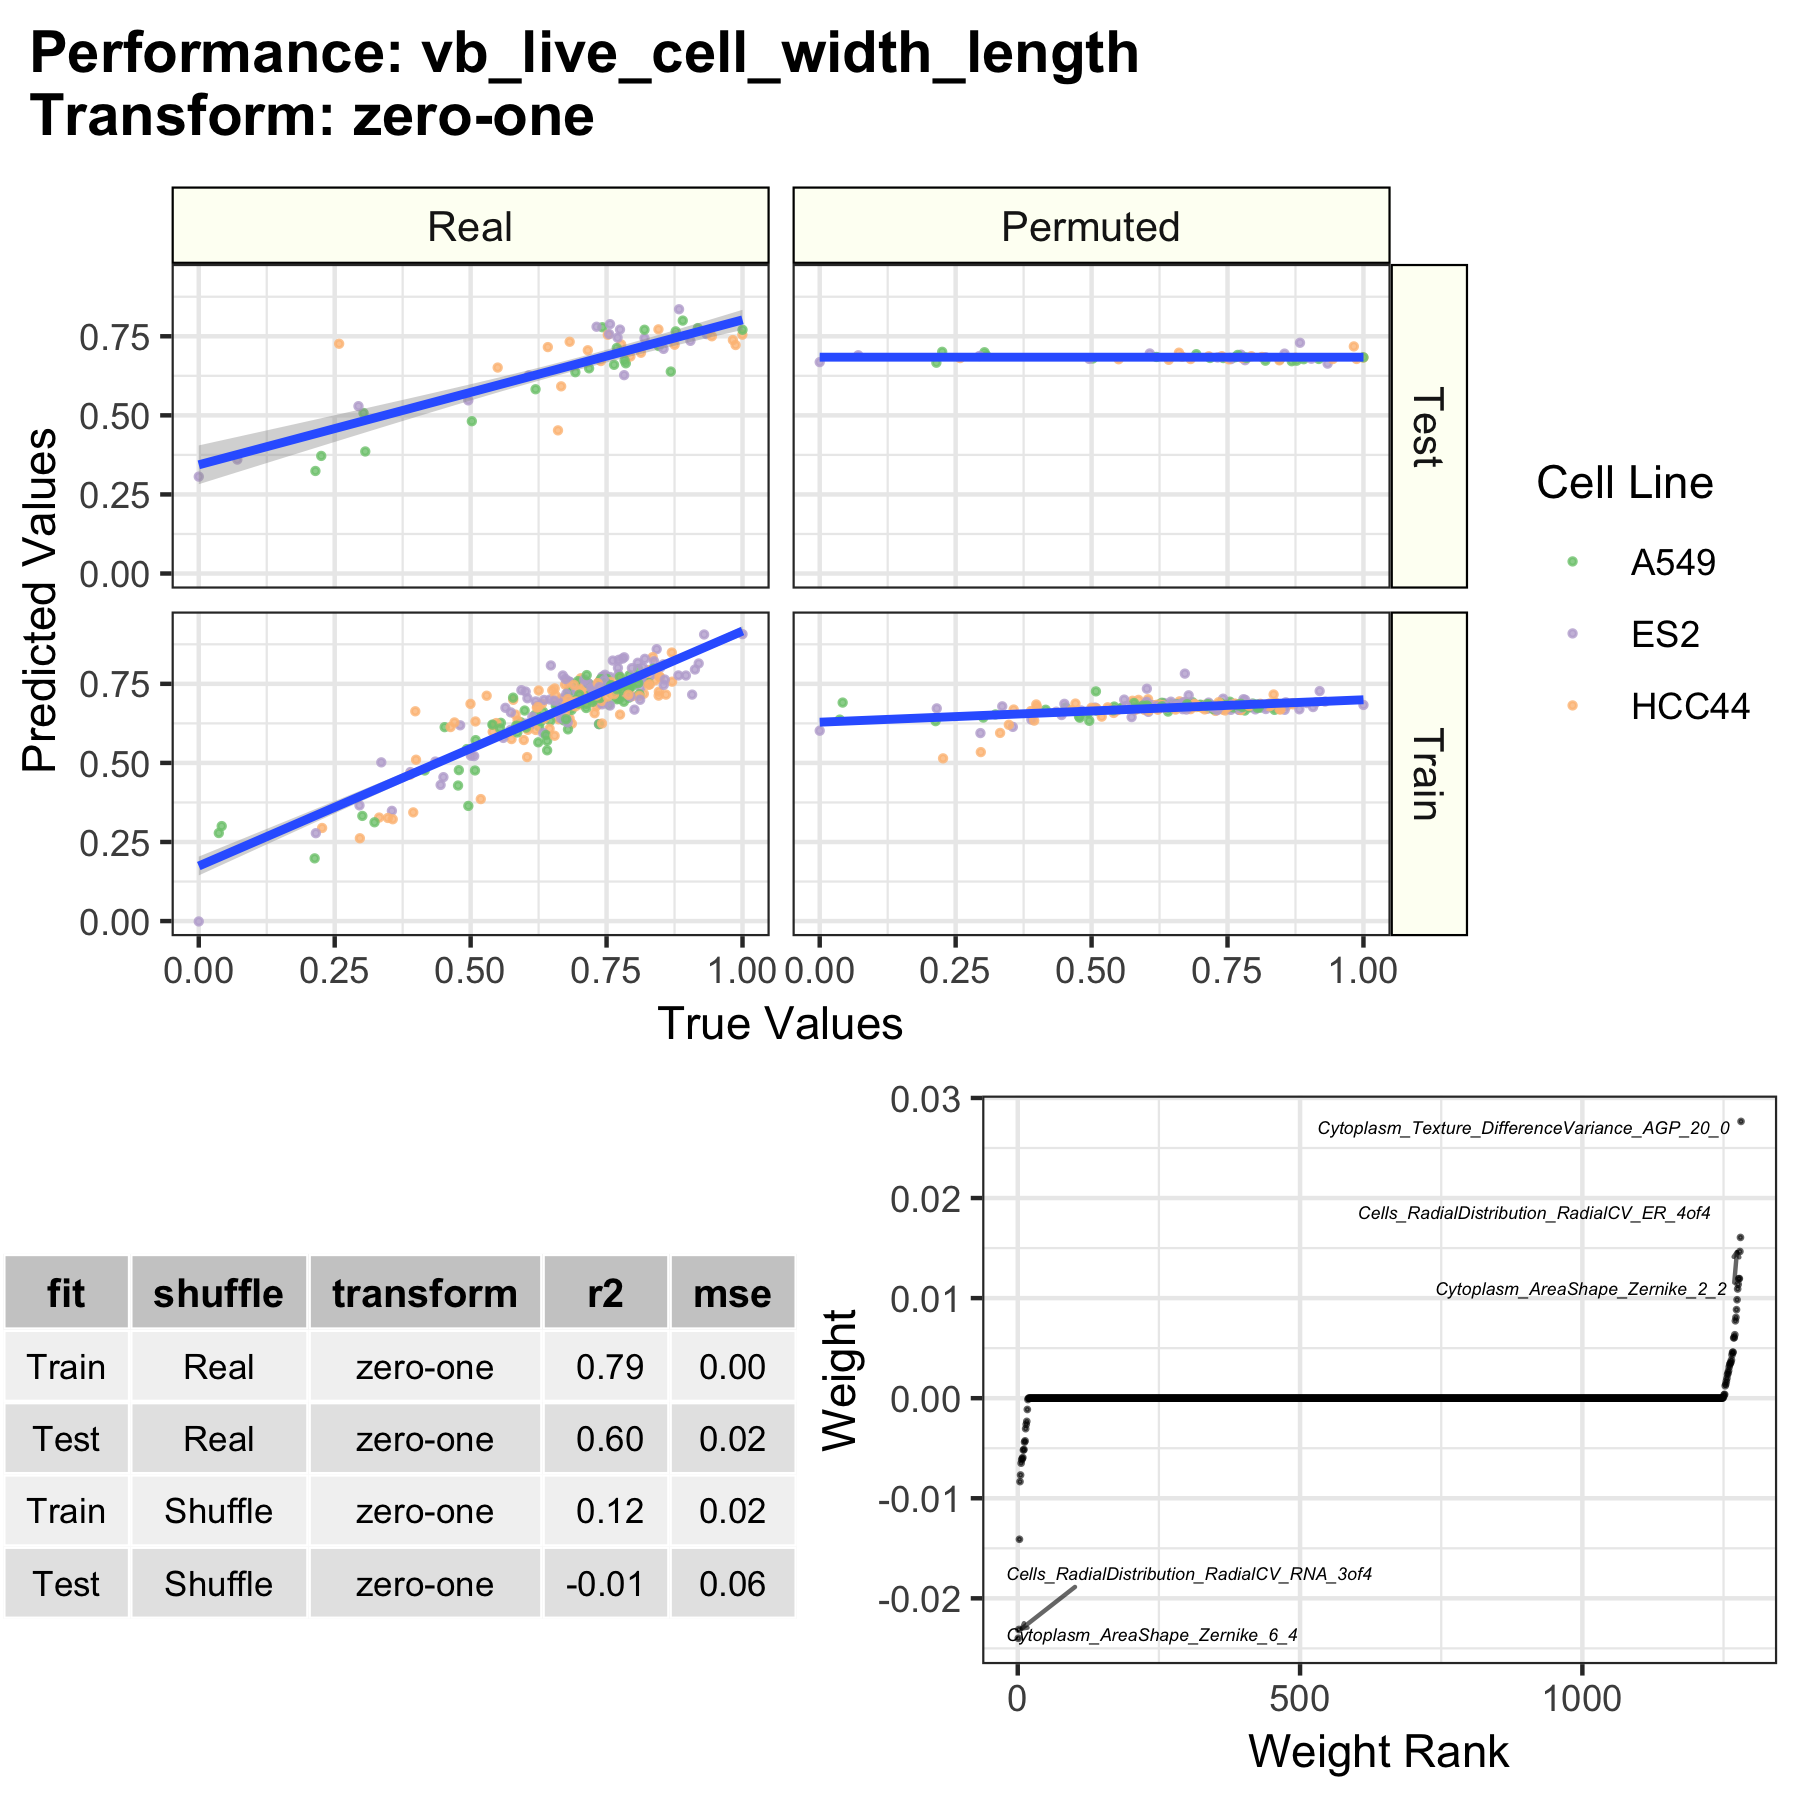 Performance: vb_live_cell_width_length
Transform: zero-one
Real
Permuted
0.75
0.50
0.25
0.00
Test
0.75
0.50
0.25
0.00
Train
Predicted Values
0.00 0.25 0.50 0.75 1.00
0.00 0.25 0.50 0.75 1.00
True Values
Cell Line
A549
ES2
HCC44
fit shuffle transform r2 mse
Train Real zero-one 0.79 0.00
Test Real zero-one 0.60 0.02
Train Shuffle zero-one 0.12 0.02
Test Shuffle zero-one -0.01 0.06
Weight
0.03
0.02
0.01
0.00
-0.01
-0.02
Cytoplasm_Texture_DifferenceVariance_AGP_20_0
Cells_RadialDistribution_RadialCV_ER_4of4
Cytoplasm_AreaShape_Zernike_2_2
Cells_RadialDistribution_RadialCV_RNA_3of4
Cytoplasm_AreaShape_Zernike_6_4
0 500 1000
Weight Rank